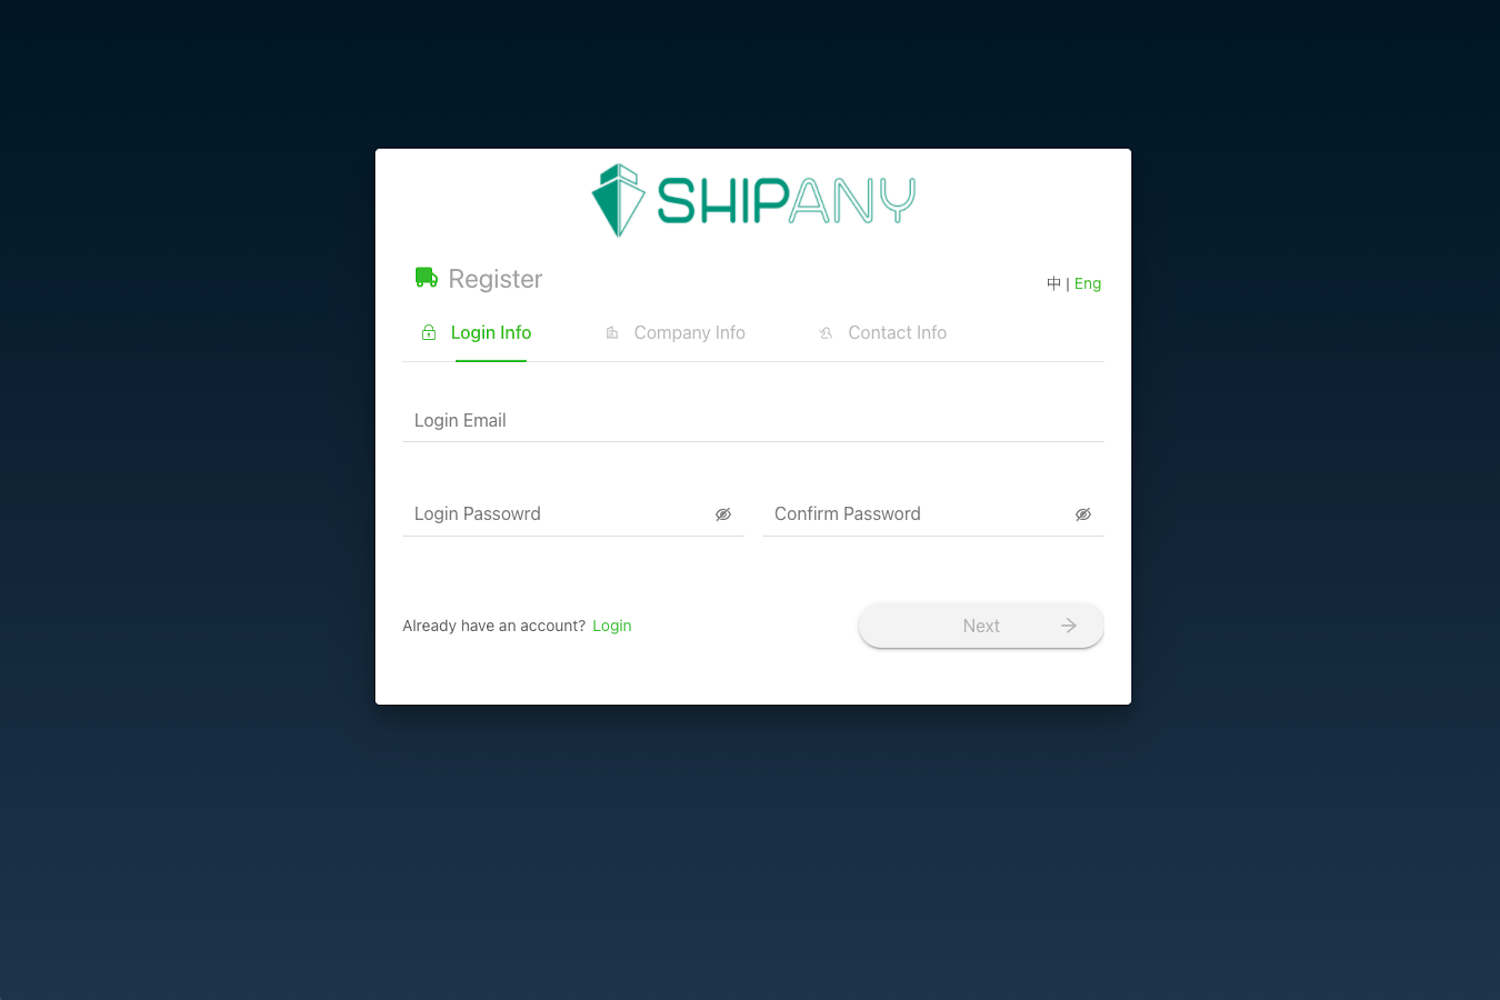 SHIPANY
Register
中 | Eng
Login Info
Company Info
Contact Info
Login Email
Login Passowrd
Confirm Password
Already have an account? Login
Next